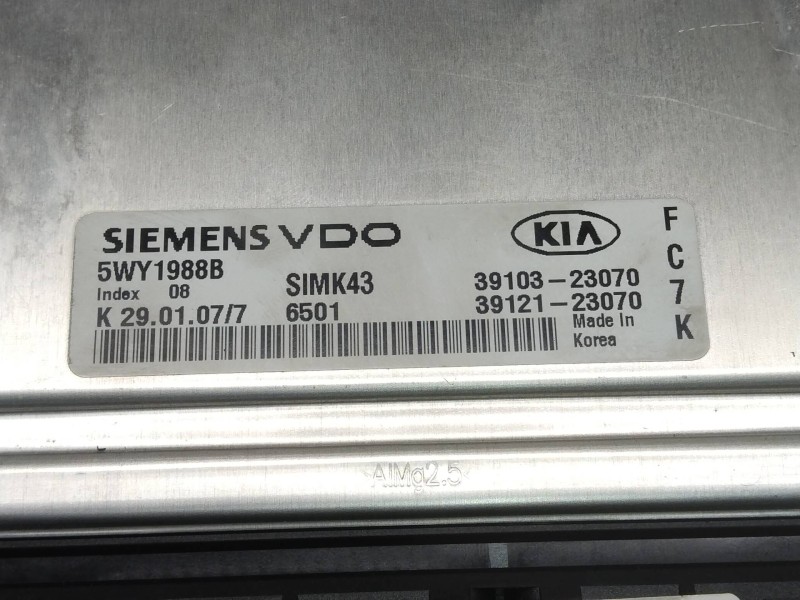 SIEMENS VDO
KIA
5WY1988B
Index 08
SIMK43
39103-23070
K 29.01.07/7
6501
39121-23070
Made In
Korea
F
C
7
K
AlMg2.5